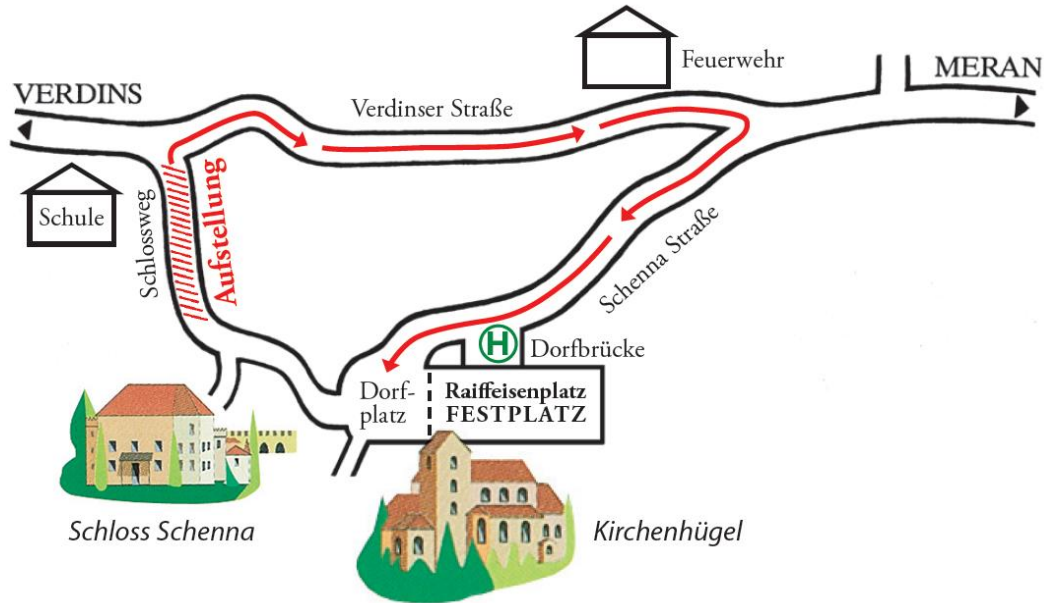 Feuerwehr
MERAN
VERDINS
Verdinser Straße
Schule
Schlossweg
Aufstellung
Schenna Straße
H
Dorfbrücke
Dorf-
platz
Raiffeisenplatz
FESTPLATZ
Schloss Schenna
Kirchenhügel